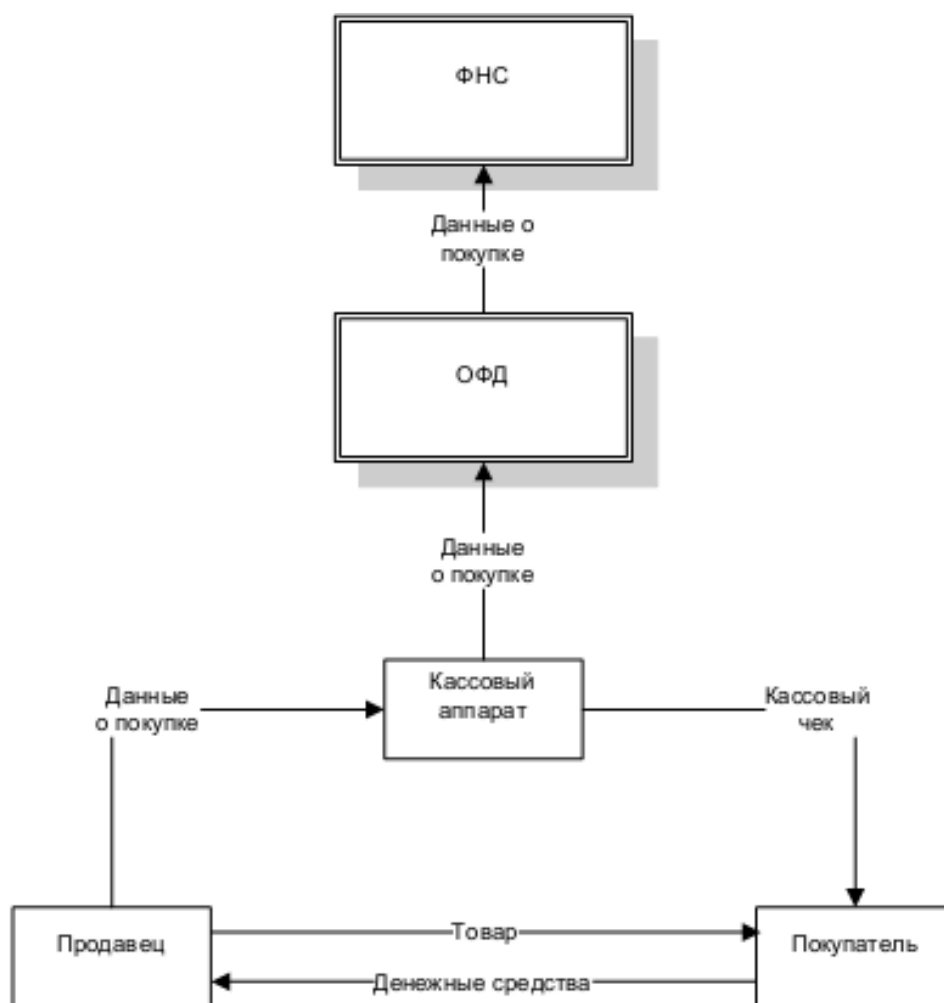 ФНС
Данные о
покупке
ОФД
Данные
о покупке
Кассовый
аппарат
Данные
о покупке
Кассовый
чек
Продавец
Товар
Покупатель
Денежные средства